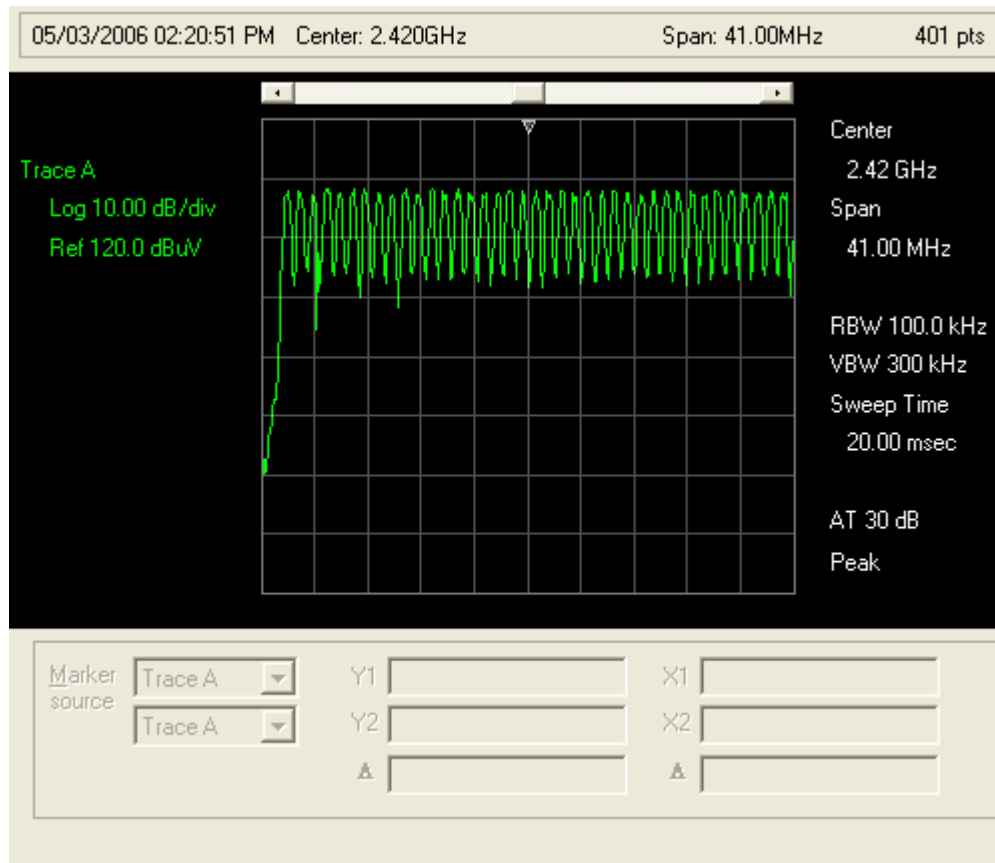 05/03/2006 02:20:51 PM Center: 2.420GHz Span: 41.00MHz 401 pts
Trace A
Log 10.00 dB/div
Ref 120.0 dBuV
Center
2.42 GHz
Span
41.00 MHz
RBW 100.0 kHz
VBW 300 kHz
Sweep Time
20.00 msec
AT 30 dB
Peak
Marker source
Trace A
Trace A
Y1
Y2
Δ
X1
X2
Δ